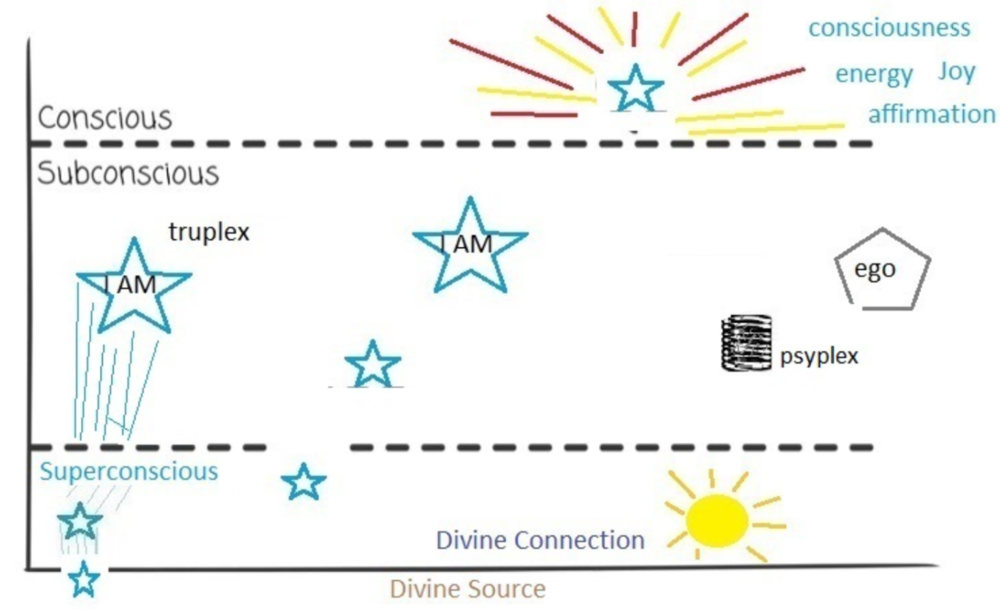 consciousness
energy Joy
affirmation
Conscious
Subconscious
truplex
I AM
I AM
ego
psyplex
Superconscious
Divine Connection
Divine Source